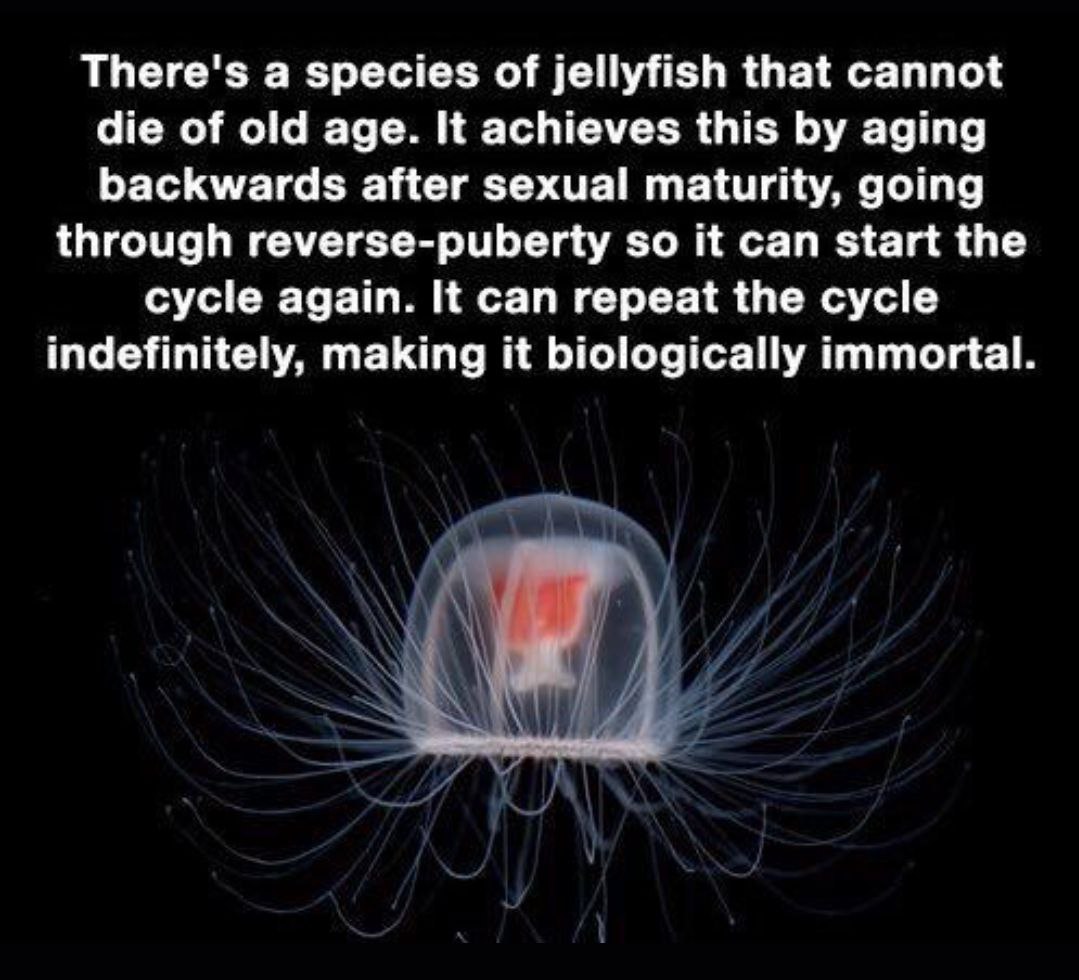 There's a species of jellyfish that cannot
die of old age. It achieves this by aging
backwards after sexual maturity, going
through reverse-puberty so it can start the
cycle again. It can repeat the cycle
indefinitely, making it biologically immortal.